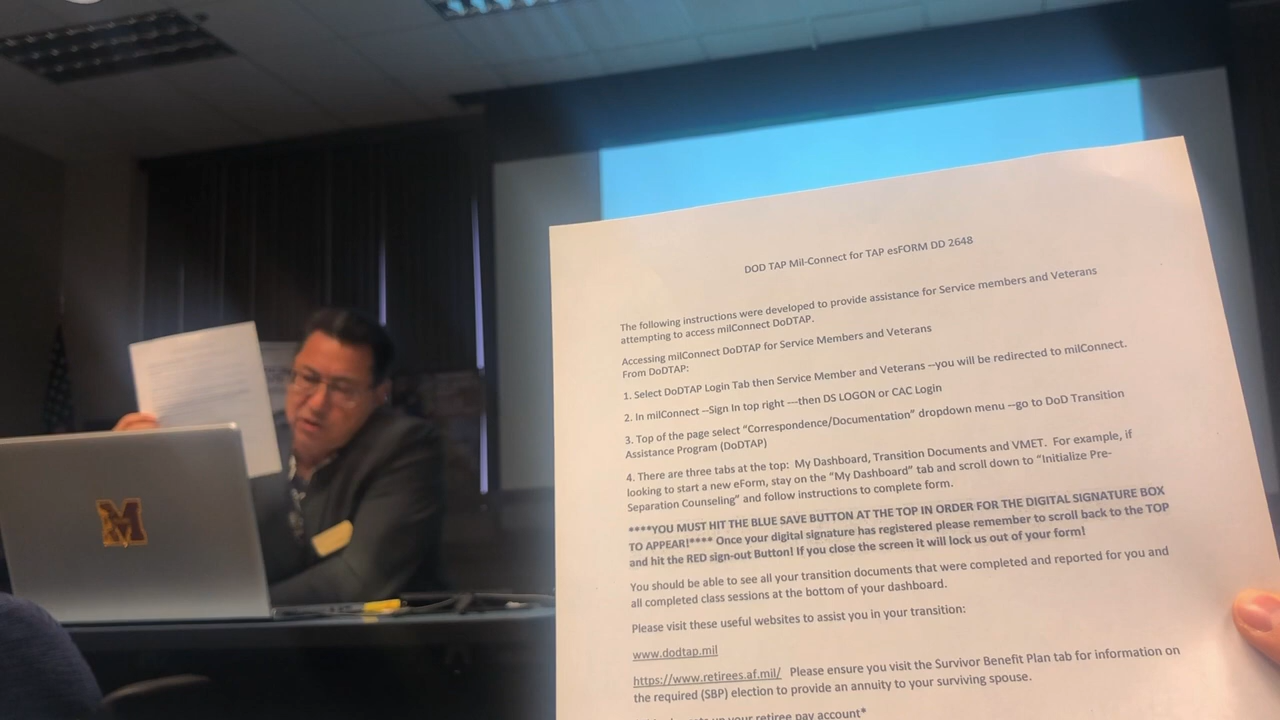 DOD TAP Mil-Connect for TAP esFORM DD 2648
The following instructions were developed to provide assistance for Service members and Veterans
attempting to access milConnect DoDTAP.
Accessing milConnect DoDTAP for Service Members and Veterans
From DoDTAP:
1. Select DoDTAP Login Tab then Service Member and Veterans --you will be redirected to milConnect.
2. In milConnect --Sign In top right ---then DS LOGON or CAC Login
3. Top of the page select "Correspondence/Documentation" dropdown menu --go to DoD Transition
Assistance Program (DoDTAP)
4. There are three tabs at the top: My Dashboard, Transition Documents and VMET. For example, if
looking to start a new eForm, stay on the "My Dashboard" tab and scroll down to "Initialize Pre-
Separation Counseling" and follow instructions to complete form.
****YOU MUST HIT THE BLUE SAVE BUTTON AT THE TOP IN ORDER FOR THE DIGITAL SIGNATURE BOX
TO APPEAR!**** Once your digital signature has registered please remember to scroll back to the TOP
and hit the RED sign-out Button! If you close the screen it will lock us out of your form!
You should be able to see all your transition documents that were completed and reported for you and
all completed class sessions at the bottom of your dashboard.
Please visit these useful websites to assist you in your transition:
www.dodtap.mil
https://www.retirees.af.mil/ Please ensure you visit the Survivor Benefit Plan tab for information on
the required (SBP) election to provide an annuity to your surviving spouse.
up your retiree pay account*
M